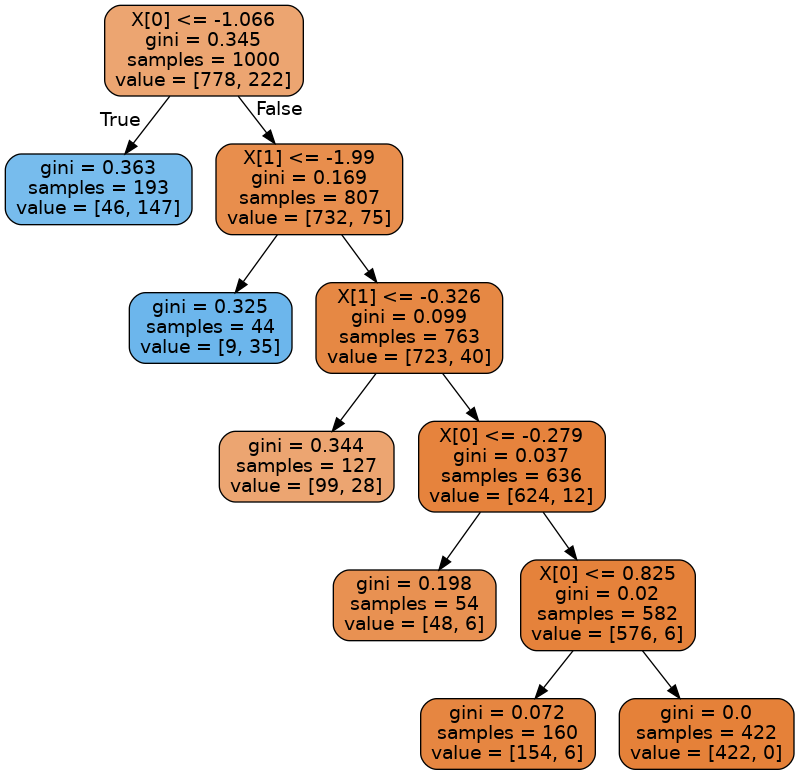 X[0] <= -1.066
gini = 0.345
samples = 1000
value = [778, 222]
True
False
gini = 0.363
samples = 193
value = [46, 147]
X[1] <= -1.99
gini = 0.169
samples = 807
value = [732, 75]
gini = 0.325
samples = 44
value = [9, 35]
X[1] <= -0.326
gini = 0.099
samples = 763
value = [723, 40]
gini = 0.344
samples = 127
value = [99, 28]
X[0] <= -0.279
gini = 0.037
samples = 636
value = [624, 12]
gini = 0.198
samples = 54
value = [48, 6]
X[0] <= 0.825
gini = 0.02
samples = 582
value = [576, 6]
gini = 0.072
samples = 160
value = [154, 6]
gini = 0.0
samples = 422
value = [422, 0]